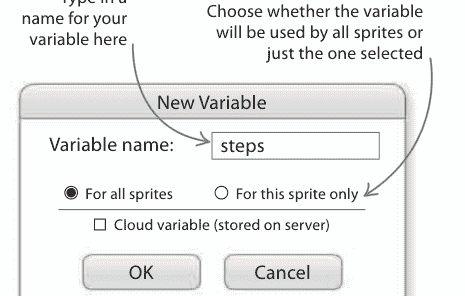 Type in a
name for your
variable here
Choose whether the variable
will be used by all sprites or
just the one selected
New Variable
Variable name:
steps
For all sprites
For this sprite only
Cloud variable (stored on server)
OK
Cancel